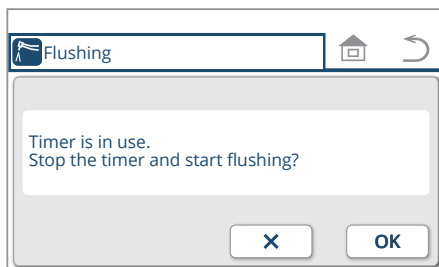 Flushing
Timer is in use.
Stop the timer and start flushing?
OK